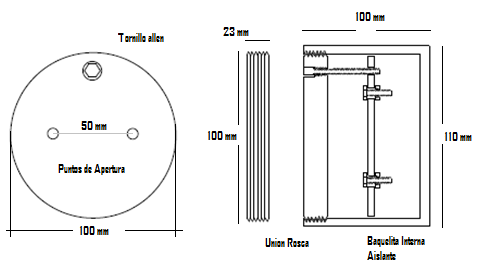 Tornillo allen
50 mm
Puntos de Apertura
100 mm
23 mm
100 mm
Union Rosca
100 mm
110 mm
Baquelita Interna
Aislante